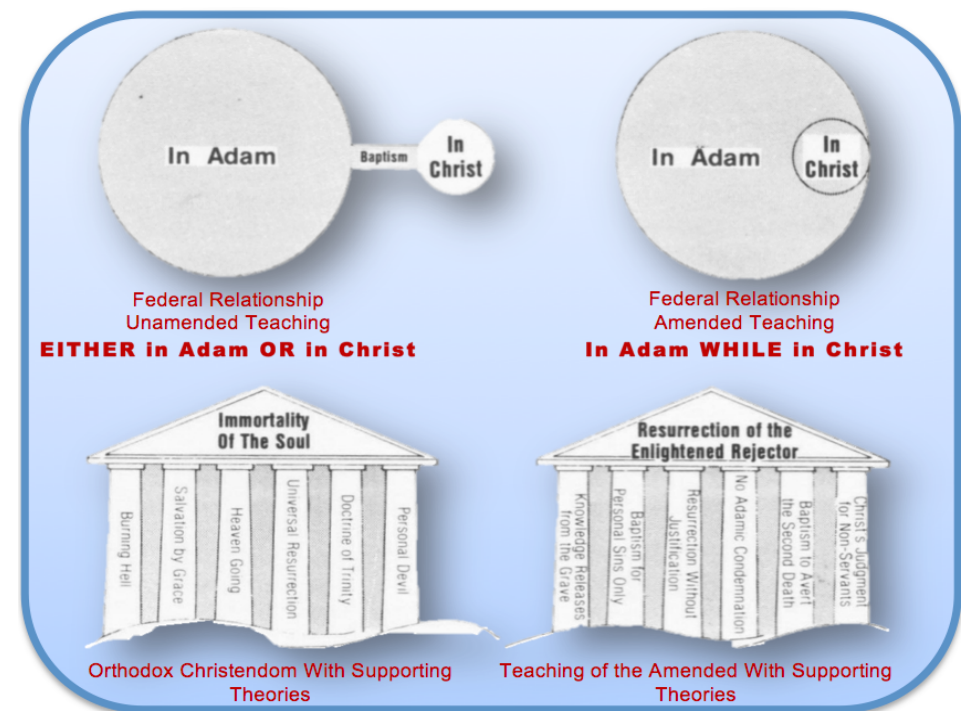 In Adam
Baptism
In
Christ
In Adam
In
Christ
Federal Relationship
Unamended Teaching
EITHER in Adam OR in Christ
Federal Relationship
Amended Teaching
In Adam WHILE in Christ
Immortality
Of The Soul
Burning Hell
Salvation by Grace
Heaven Going
Universal Resurrection
Doctrine of Trinity
Personal Devil
Resurrection of the
Enlightened Rejector
Knowledge Releases
from the Grave
Baptism for
Personal Sins Only
Resurrection Without
Justification
No Adamic Condemnation
Baptism to Avert
the Second Death
Christ's Judgment
for Non-Servants
Orthodox Christendom With Supporting
Theories
Teaching of the Amended With Supporting
Theories